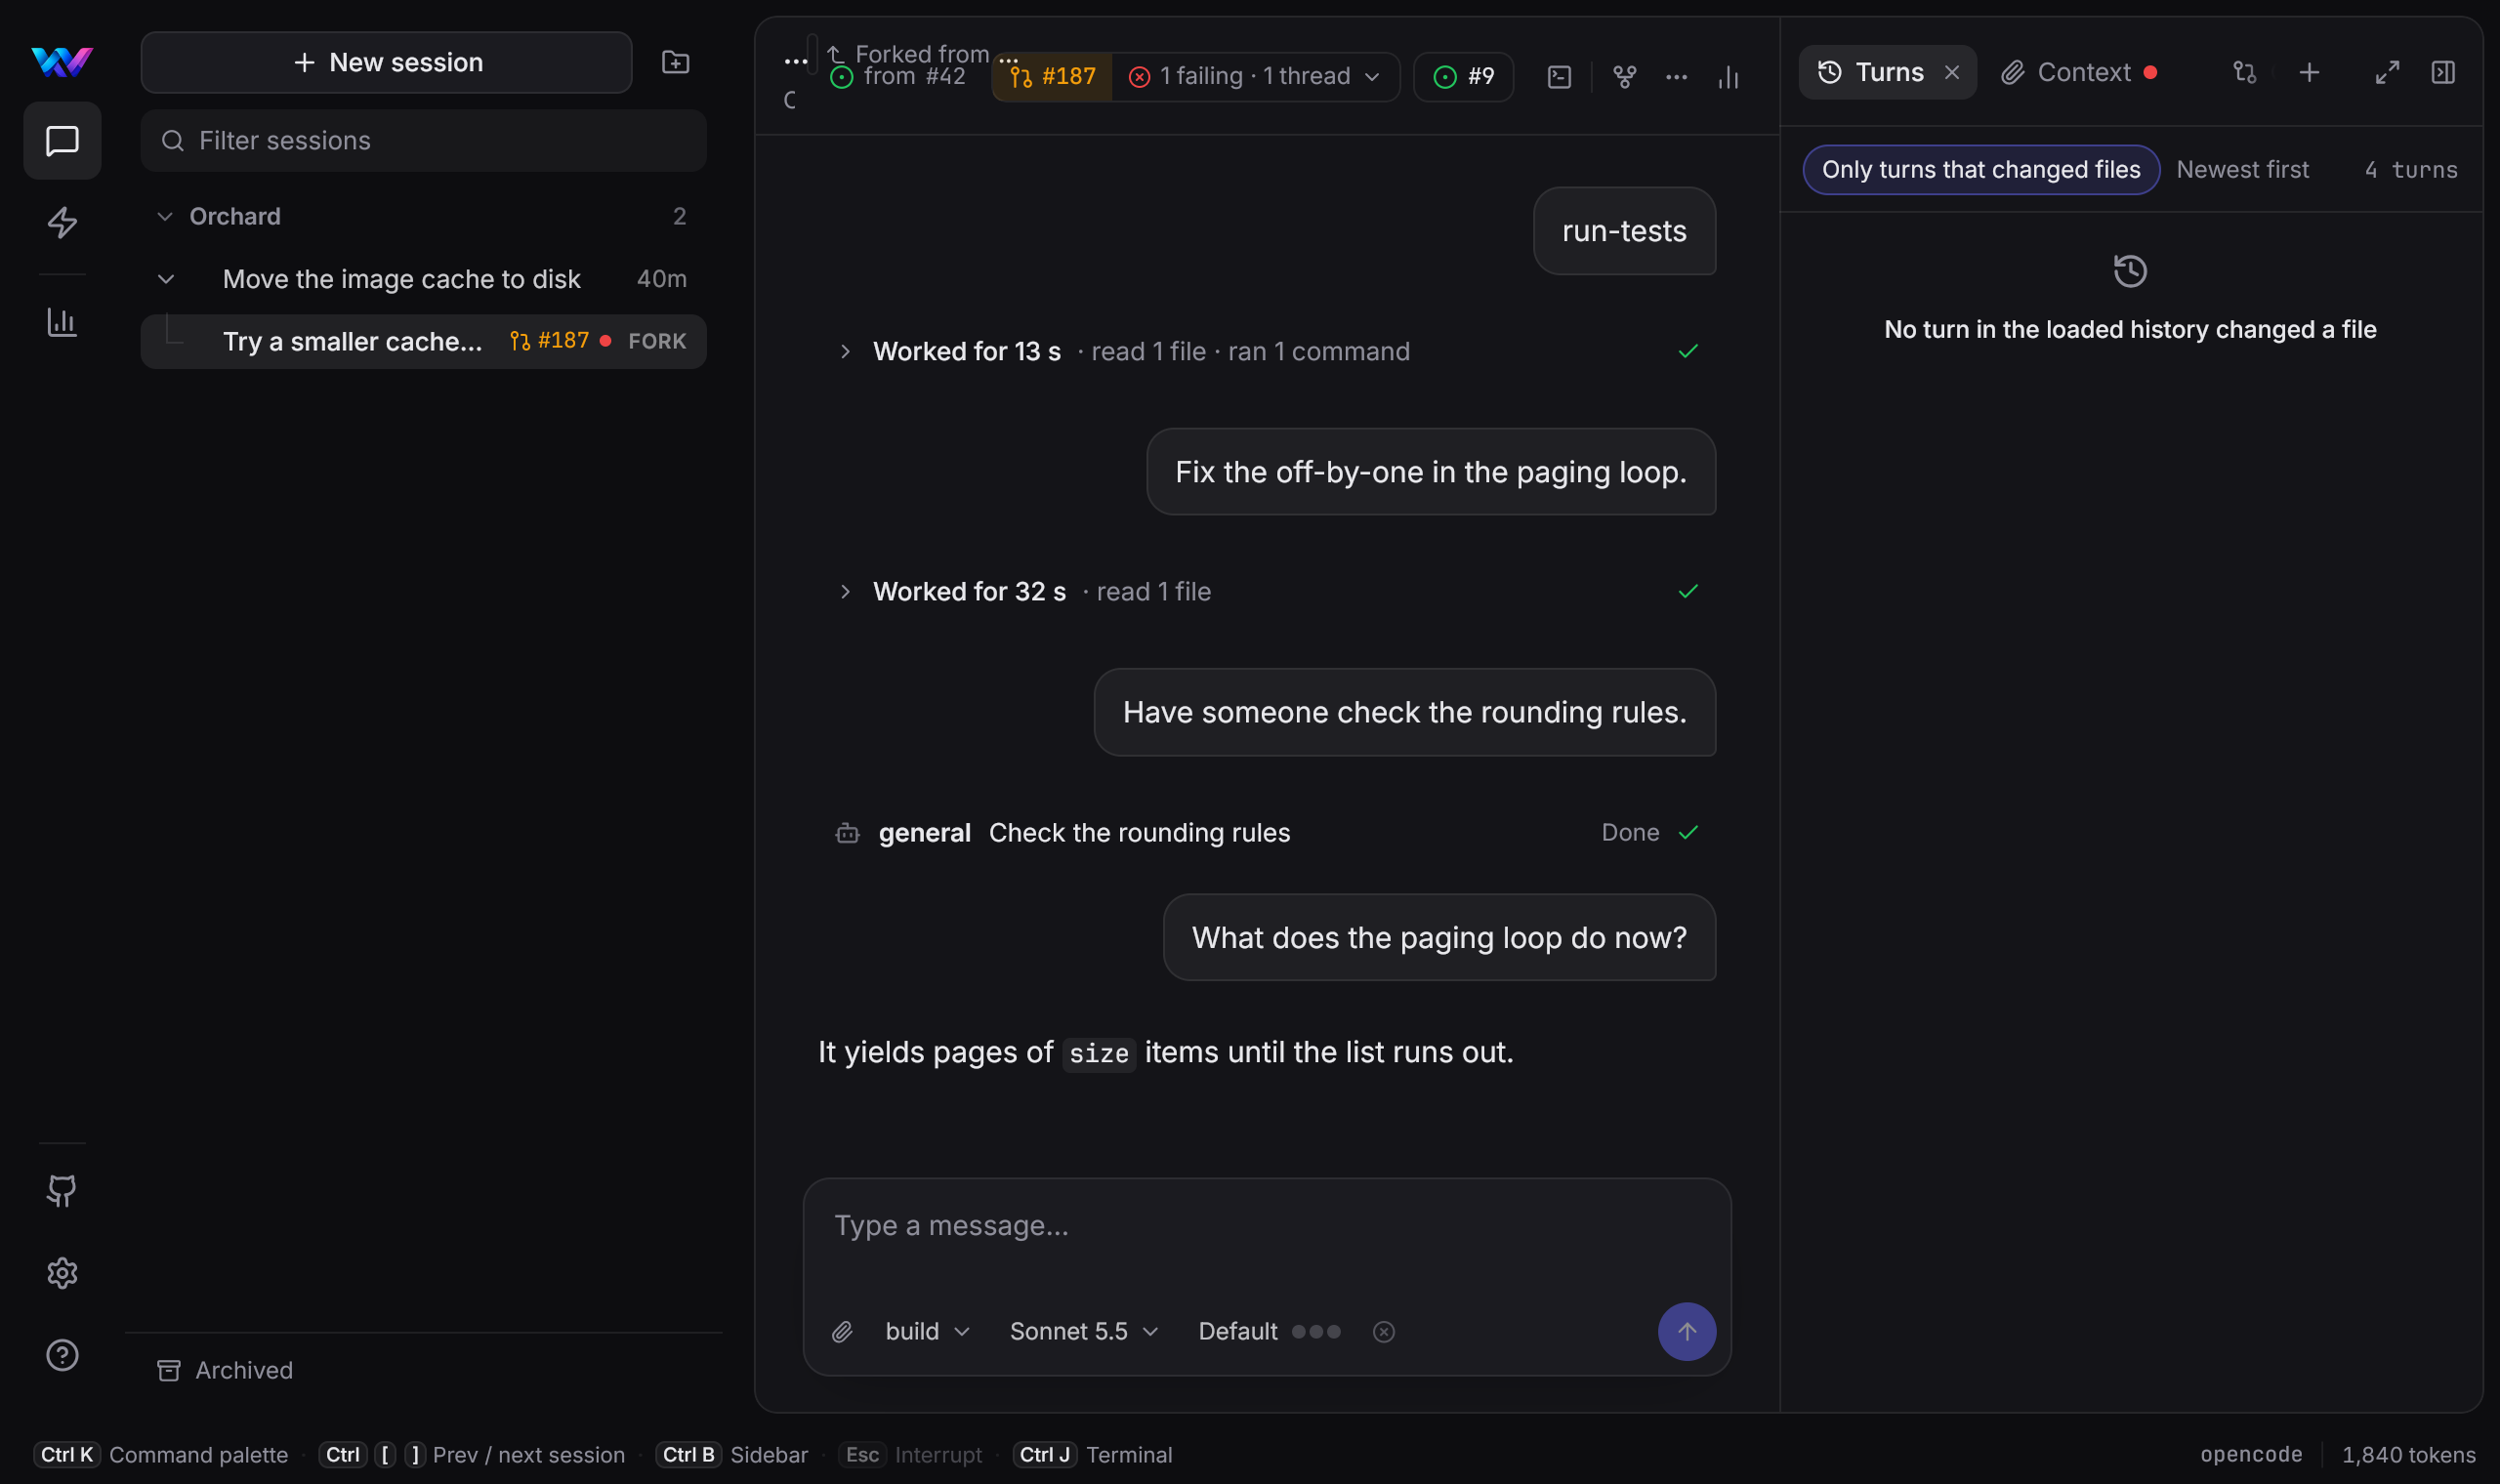 New session
Filter sessions
Orchard 2
Move the image cache to disk 40m
Try a smaller cache... #187 FORK
Archived
Forked from ...
from #42
#187 1 failing · 1 thread
#9
run-tests
Worked for 13 s · read 1 file · ran 1 command
Fix the off-by-one in the paging loop.
Worked for 32 s · read 1 file
Have someone check the rounding rules.
general Check the rounding rules Done
What does the paging loop do now?
It yields pages of size items until the list runs out.
Type a message...
build Sonnet 5.5 Default
Turns Context
Only turns that changed files Newest first 4 turns
No turn in the loaded history changed a file
Ctrl K Command palette · Ctrl [ ] Prev / next session · Ctrl B Sidebar · Esc Interrupt · Ctrl J Terminal
opencode 1,840 tokens